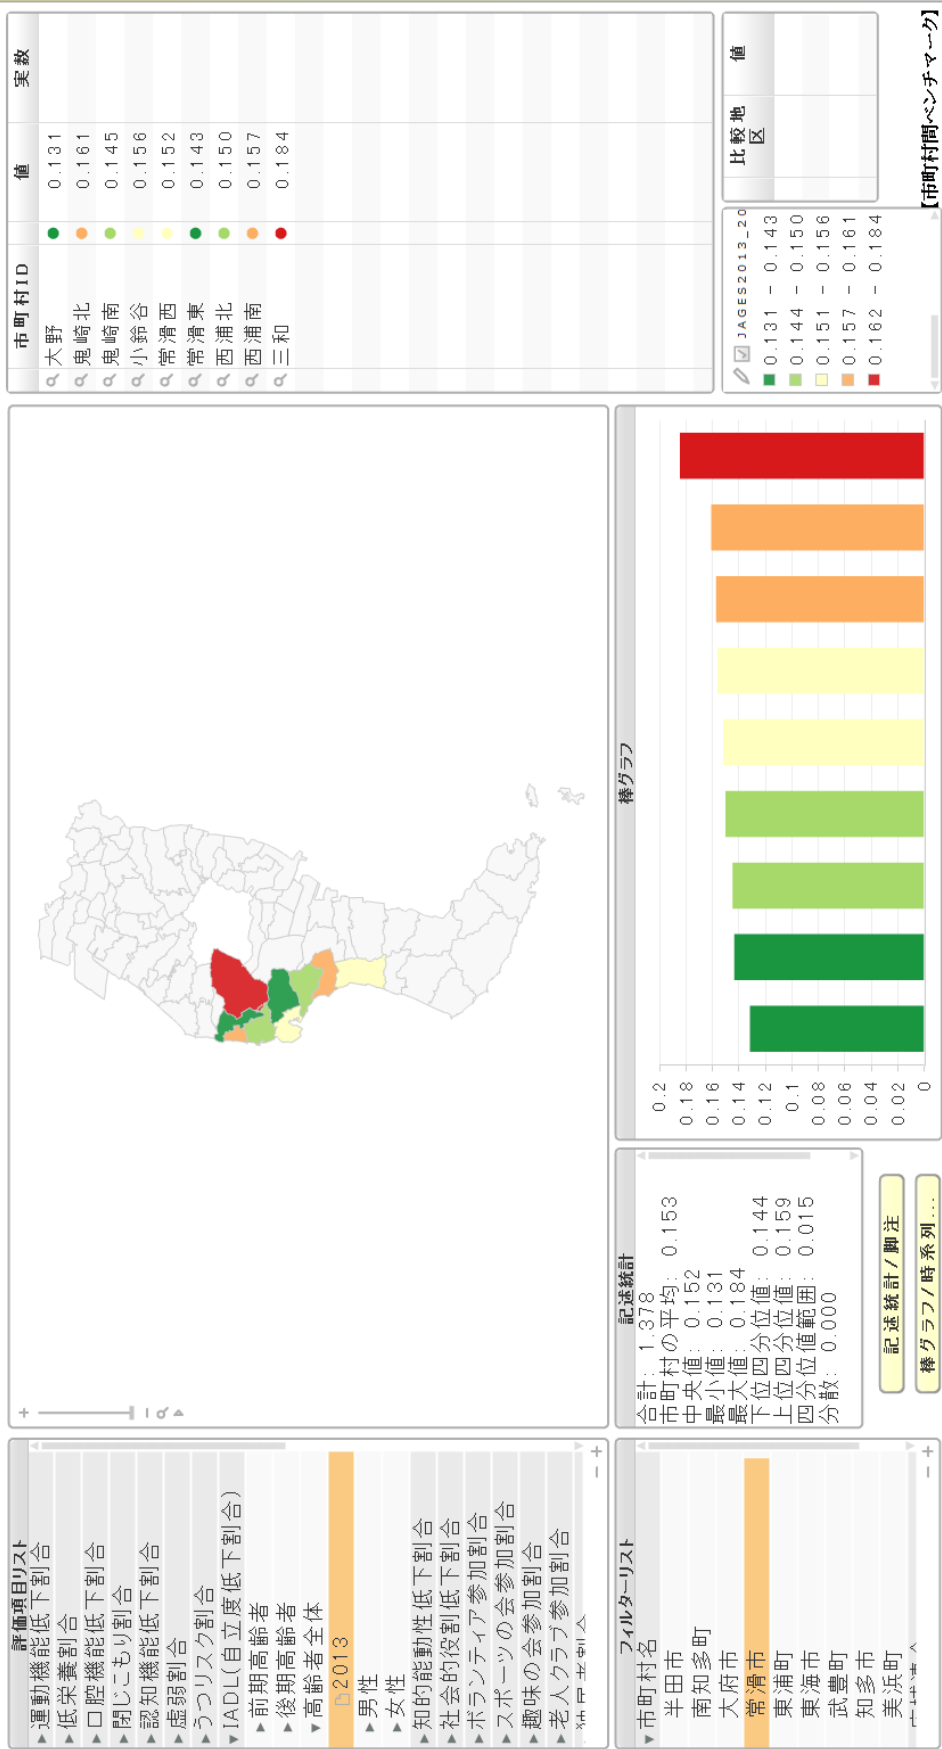 評価項目リスト
▶運動機能低下割合
▶低栄養割合
▶口腔機能低下割合
▶閉じこもり割合
▶認知機能低下割合
▶虚弱割合
▶うつリスク割合
▼IADL(自立度低下割合)
▶前期高齢者
▶後期高齢者
▼高齢者全体
2013
▶男性
▶女性
▶知的能動性低下割合
▶社会的役割低下割合
▶ボランティア参加割合
▶スポーツの会参加割合
▶趣味の会参加割合
▶老人クラブ参加割合
− +
フィルターリスト
▼市町村名
半田市
南知多町
大府市
常滑市
東浦町
東海市
武豊町
知多市
美浜町
− +
+
−
市町村ID 値 実数
大野 0.131
鬼崎北 0.161
鬼崎南 0.145
小鈴谷 0.156
常滑西 0.152
常滑東 0.143
西浦北 0.150
西浦南 0.157
三和 0.184
記述統計
合計: 1.378
市町村の平均: 0.153
中央値: 0.152
最小値: 0.131
最大値: 0.184
下位四分位値: 0.144
上位四分位値: 0.159
四分位値範囲: 0.015
分散: 0.000
記述統計/脚注
棒グラフ/時系列...
棒グラフ
0.2
0.18
0.16
0.14
0.12
0.1
0.08
0.06
0.04
0.02
0
JAGES2013_20
0.131 - 0.143
0.144 - 0.150
0.151 - 0.156
0.157 - 0.161
0.162 - 0.184
比較地区 値
【市町村間ベンチマーク】